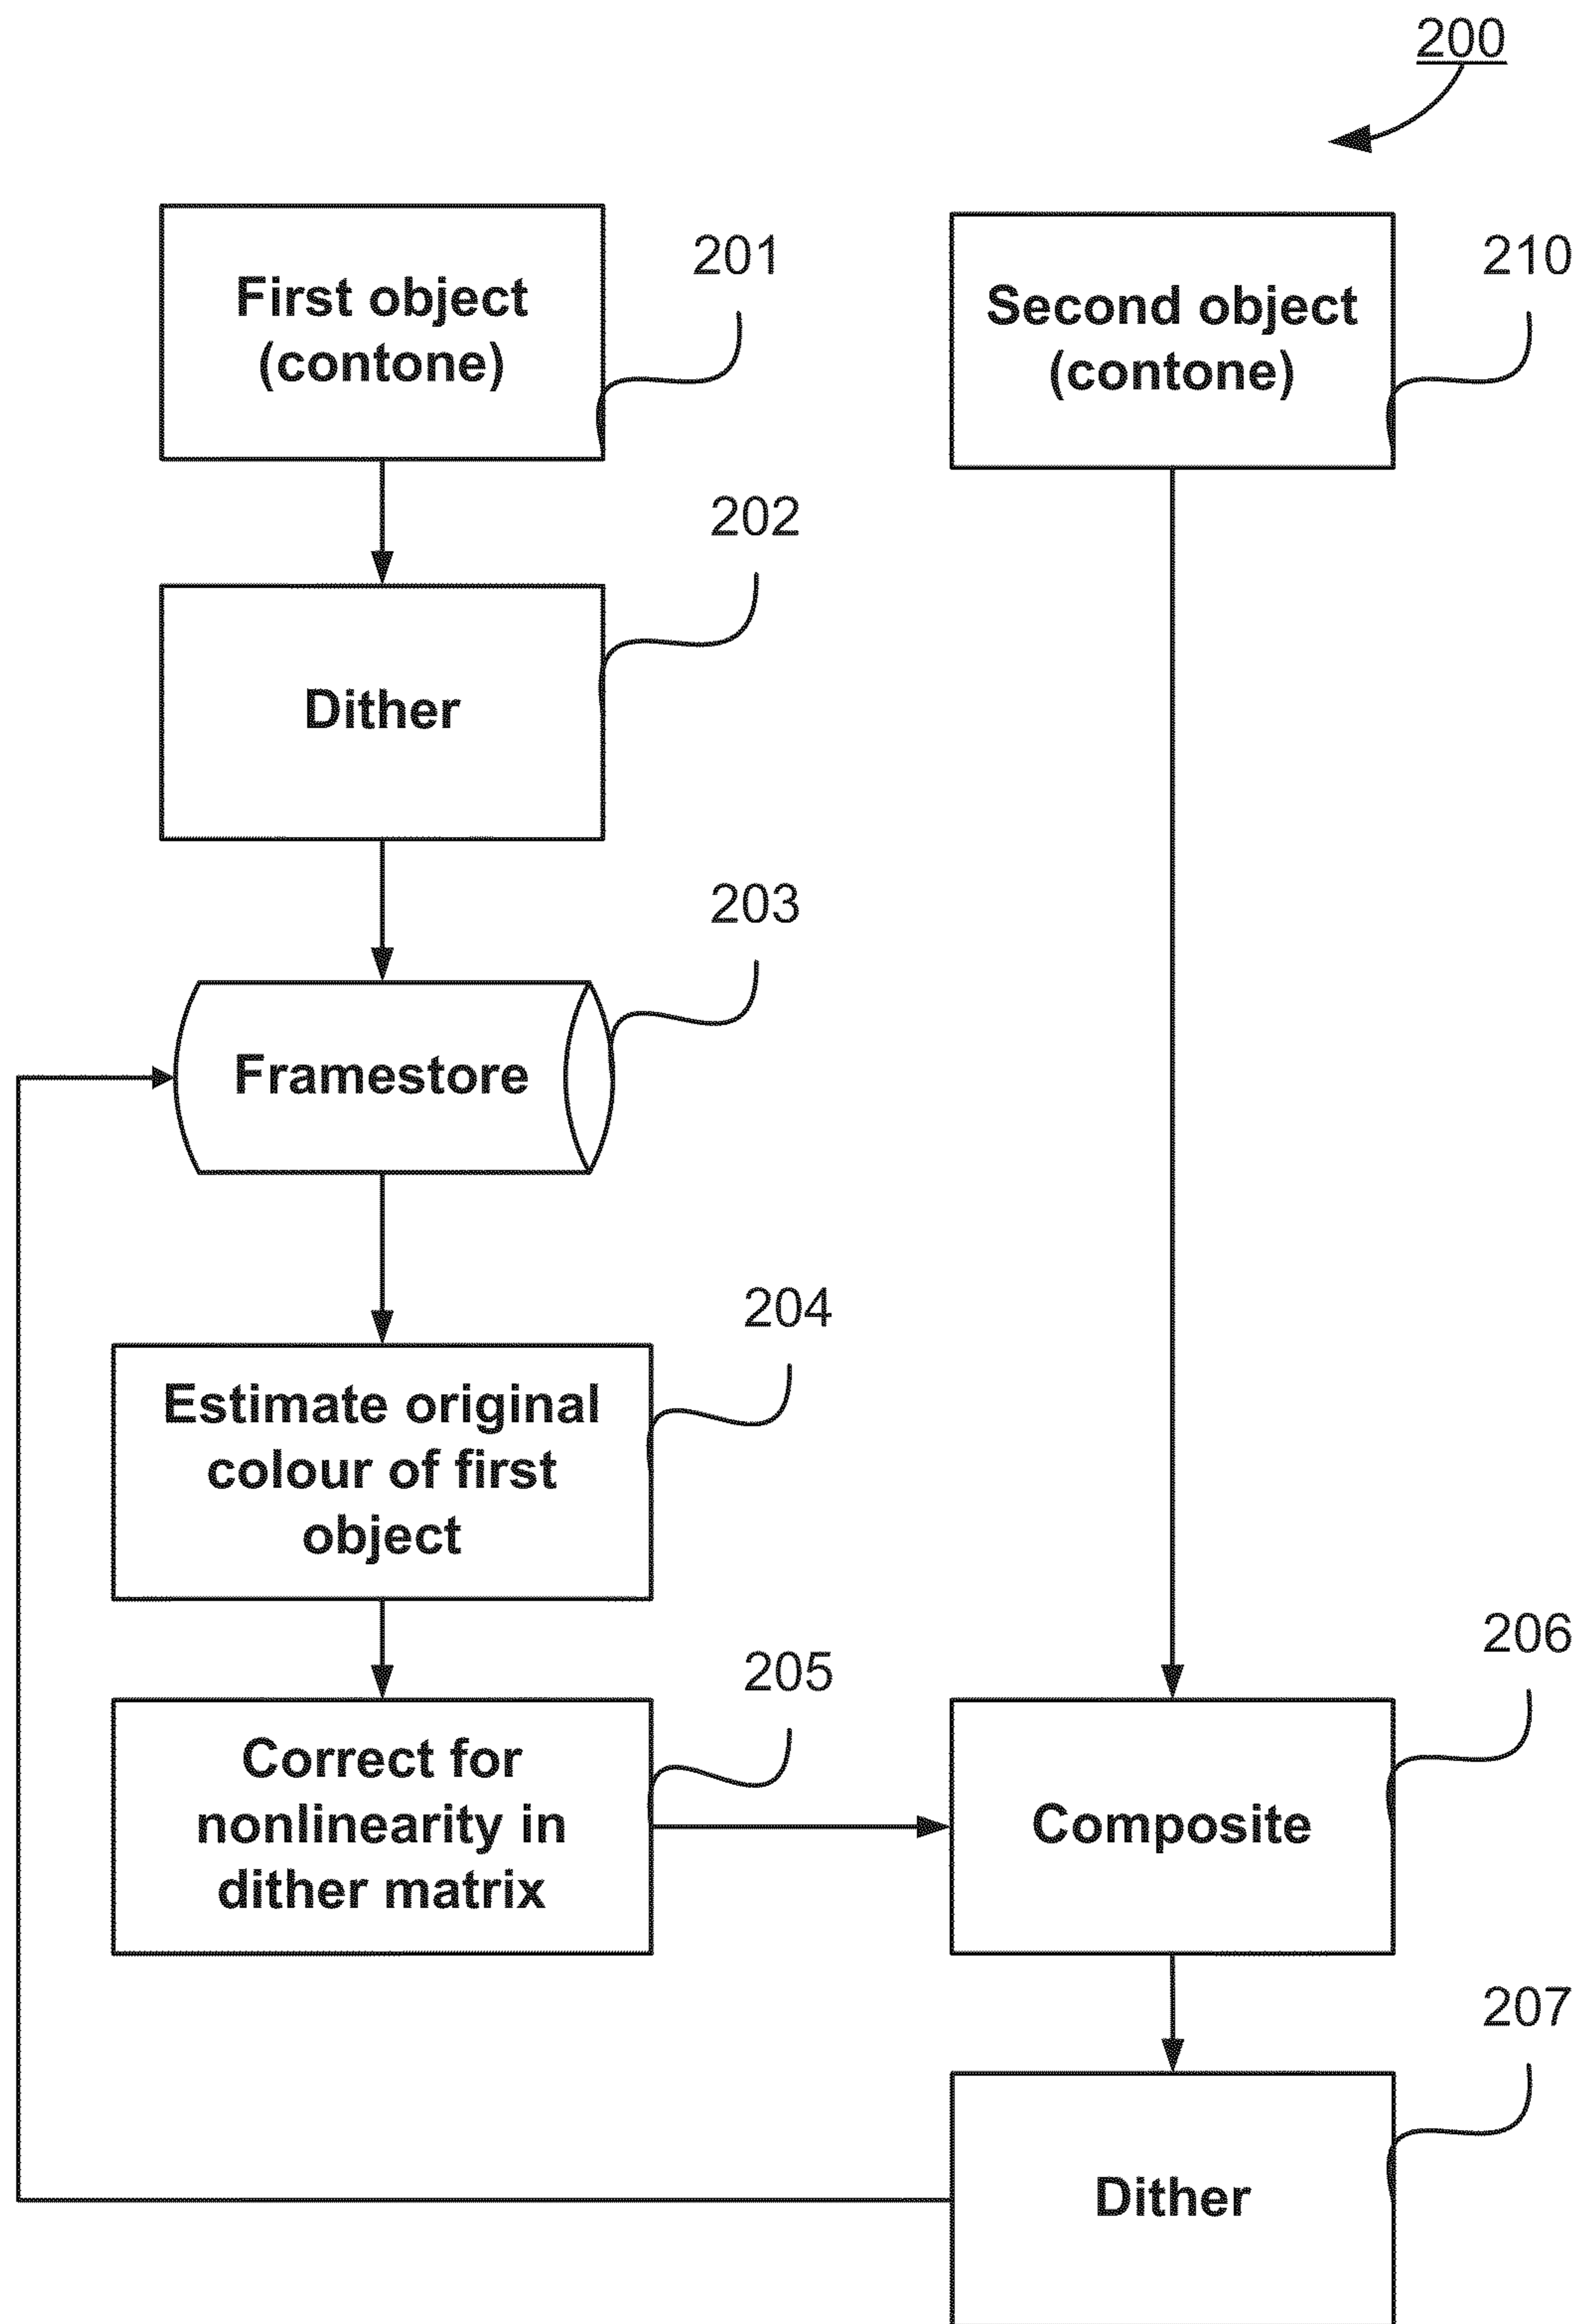 200
First object
(contone)
201
Second object
(contone)
210
202
Dither
203
Framestore
204
Estimate original
colour of first
object
205
Correct for
nonlinearity in
dither matrix
206
Composite
207
Dither